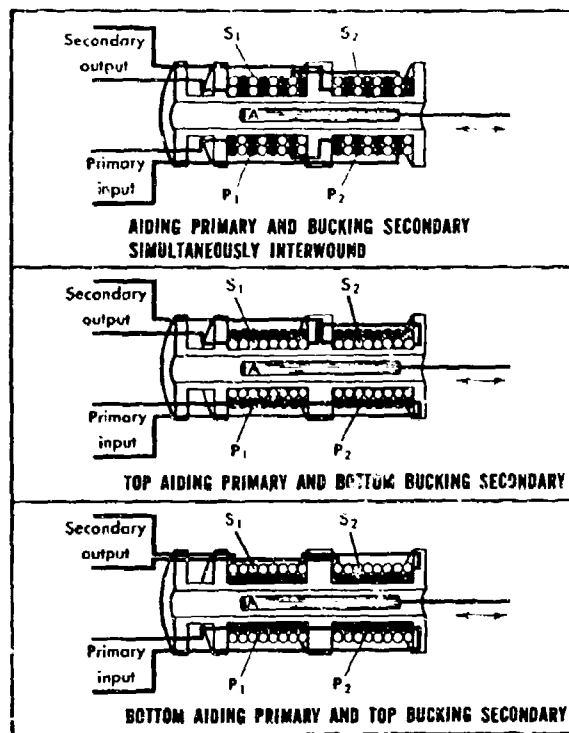 Secondary
output
S1
S2
A
Primary
input
P1
P2
AIDING PRIMARY AND BUCKING SECONDARY
SIMULTANEOUSLY INTERWOUND
Secondary
output
S1
S2
A
Primary
input
P1
P2
TOP AIDING PRIMARY AND BOTTOM BUCKING SECONDARY
Secondary
output
S1
S2
A
Primary
input
P1
P2
BOTTOM AIDING PRIMARY AND TOP BUCKING SECONDARY